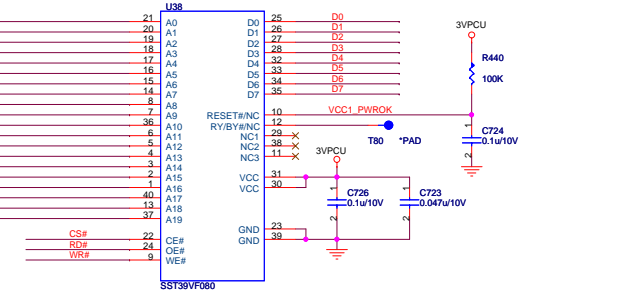 U38
21 A0 D0 25 D0
20 A1 D1 26 D1
19 A2 D2 27 D2
18 A3 D3 28 D3
17 A4 D4 32 D4
16 A5 D5 33 D5
15 A6 D6 34 D6
14 A7 D7 35 D7
8 A8
7 A9 RESET#/NC 10 VCC1_PWROK
36 A10 RY/BY#/NC 12
6 A11 NC1 29
5 A12 NC2 38
4 A13 NC3 11
3 A14
2 A15 VCC 31
1 A16 VCC 30
40 A17
13 A18
37 A19
GND 23
GND 39
CS# 22 CE#
RD# 24 OE#
WR# 9 WE#
SST39VF080
3VPCU
R440
100K
T80 *PAD
1
C724
0.1u/10V
2
3VPCU
1
C726
0.1u/10V
2
1
C723
0.047u/10V
2